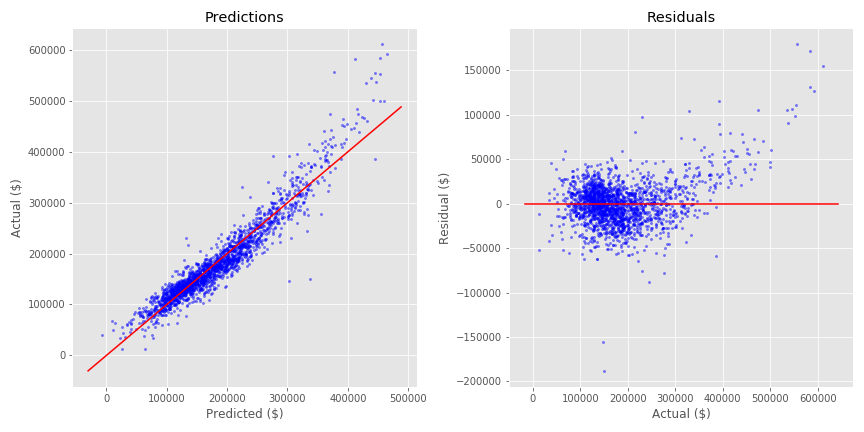 Predictions
600000
500000
400000
300000
200000
100000
0
Actual ($)
0 100000 200000 300000 400000 500000
Predicted ($)
Residuals
150000
100000
50000
0
−50000
−100000
−150000
−200000
Residual ($)
0 100000 200000 300000 400000 500000 600000
Actual ($)